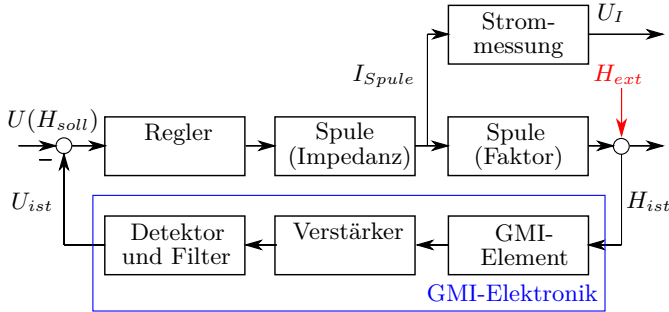 Strom-
messung
U_I
I_Spule
H_ext
U(H_soll)
Regler
Spule
(Impedanz)
Spule
(Faktor)
−
U_ist
H_ist
Detektor
und Filter
Verstärker
GMI-
Element
GMI-Elektronik